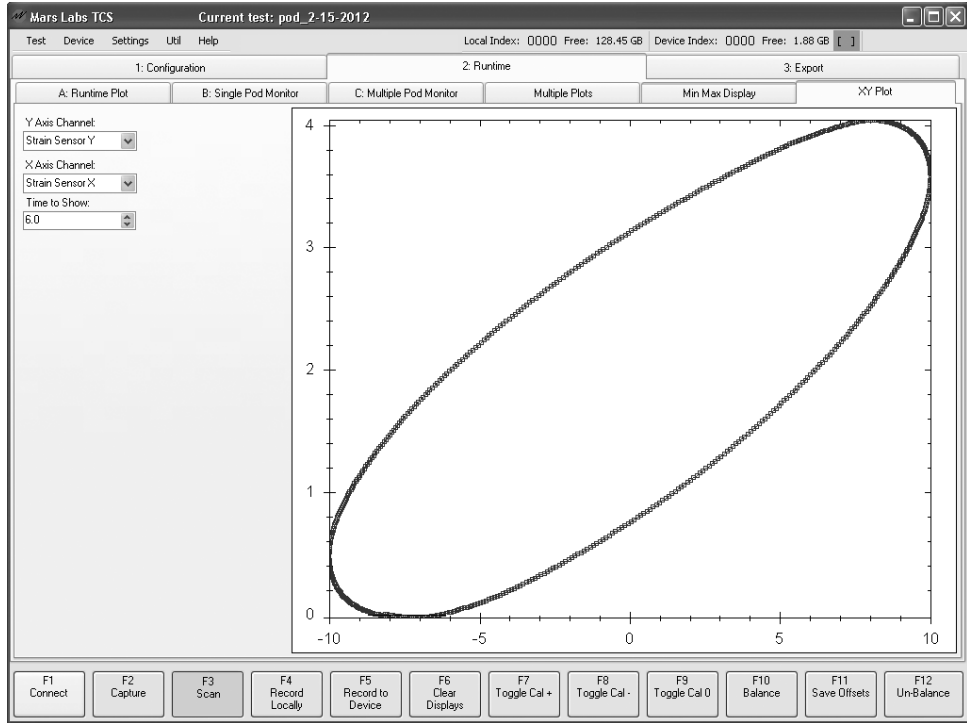 Mars Labs TCS Current test: pod_2-15-2012
Test Device Settings Util Help Local Index: 0000 Free: 128.45 GB Device Index: 0000 Free: 1.88 GB [ ]
1: Configuration 2: Runtime 3: Export
A: Runtime Plot B: Single Pod Monitor C: Multiple Pod Monitor Multiple Plots Min Max Display XY Plot
Y Axis Channel:
Strain Sensor Y
X Axis Channel:
Strain Sensor X
Time to Show:
6.0
4
3
2
1
0
-10 -5 0 5 10
F1 Connect
F2 Capture
F3 Scan
F4 Record Locally
F5 Record to Device
F6 Clear Displays
F7 Toggle Cal +
F8 Toggle Cal -
F9 Toggle Cal 0
F10 Balance
F11 Save Offsets
F12 Un-Balance